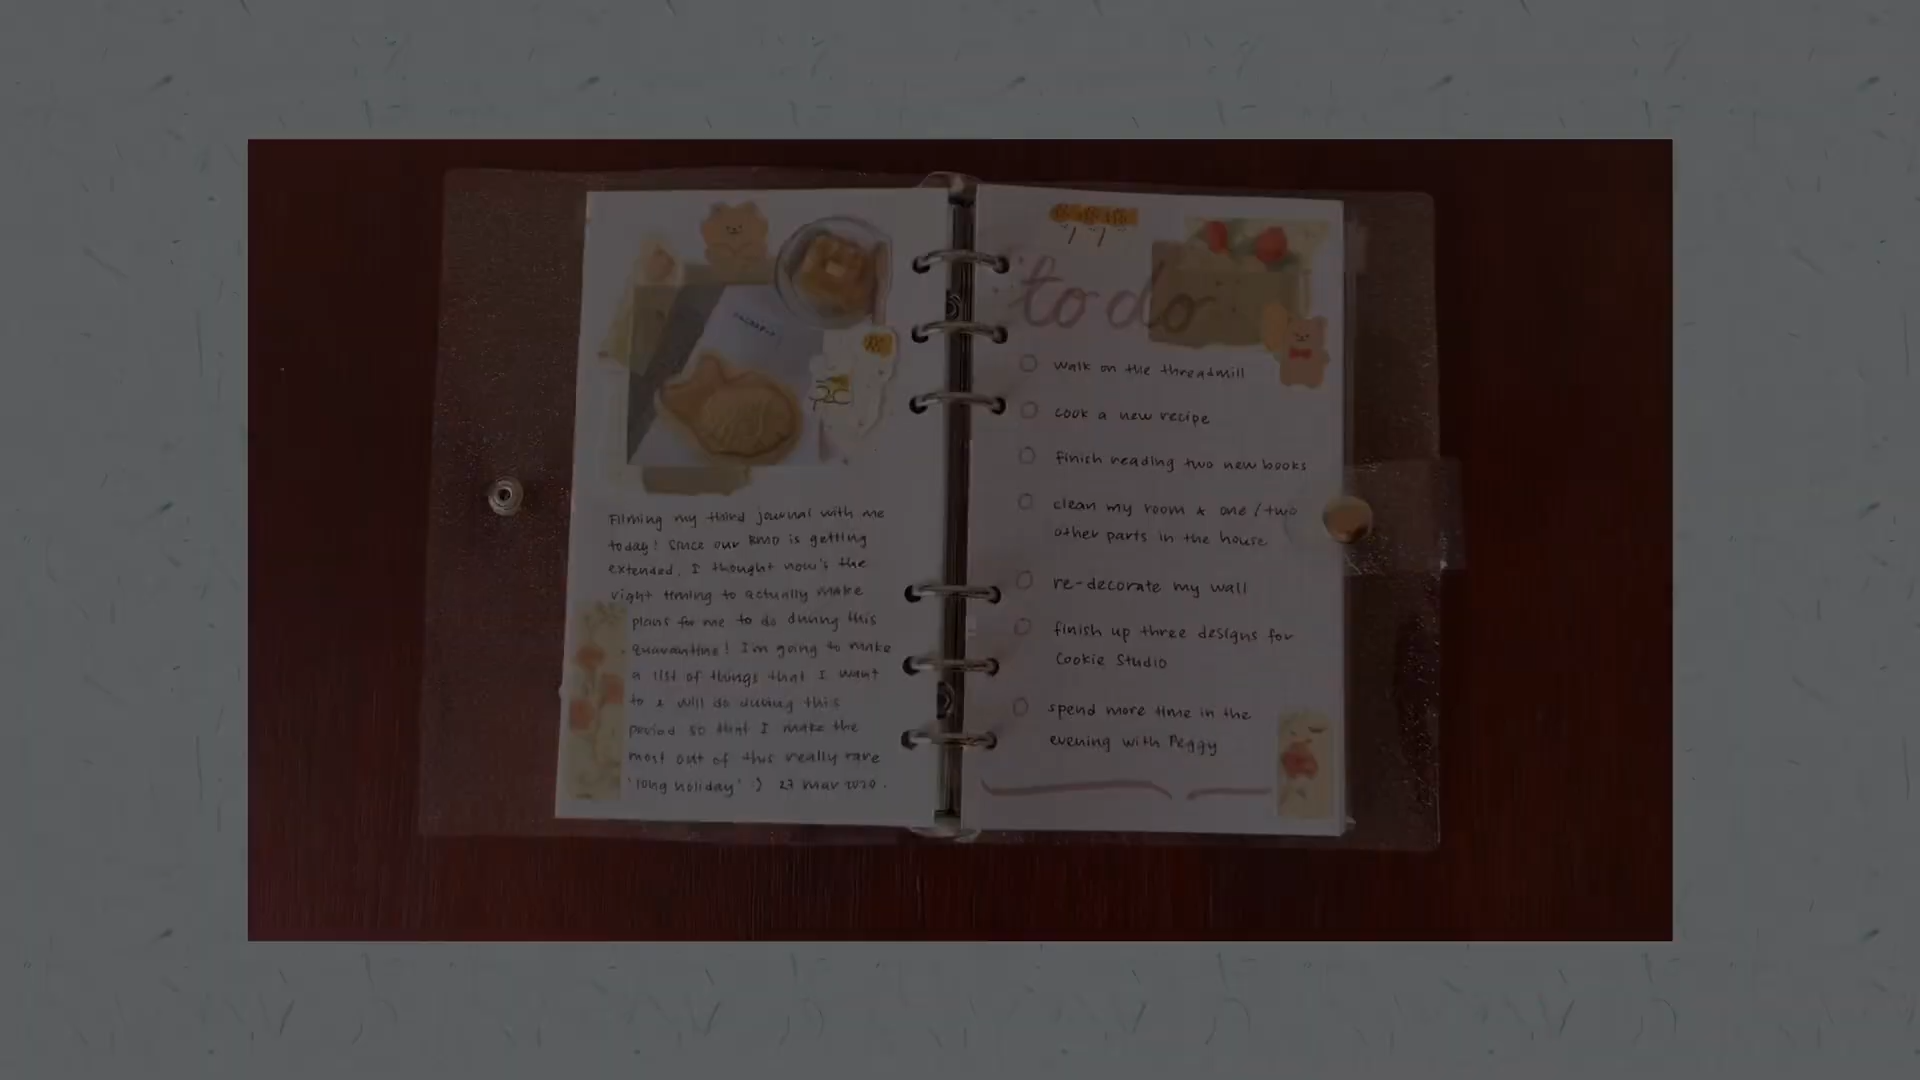 Filming my third journal with me
today! Since our RMO is getting
extended, I thought now's the
right timing to actually make
plans for me to do during this
quarantine! I'm going to make
a list of things that I want
to & will do during this
period so that I make the
most out of this really rare
'long holiday' :) 27 Mar 2020.
to do
walk on the threadmill
cook a new recipe
finish reading two new books
clean my room & one/two
other parts in the house
re-decorate my wall
finish up three designs for
Cookie Studio
spend more time in the
evening with Peggy